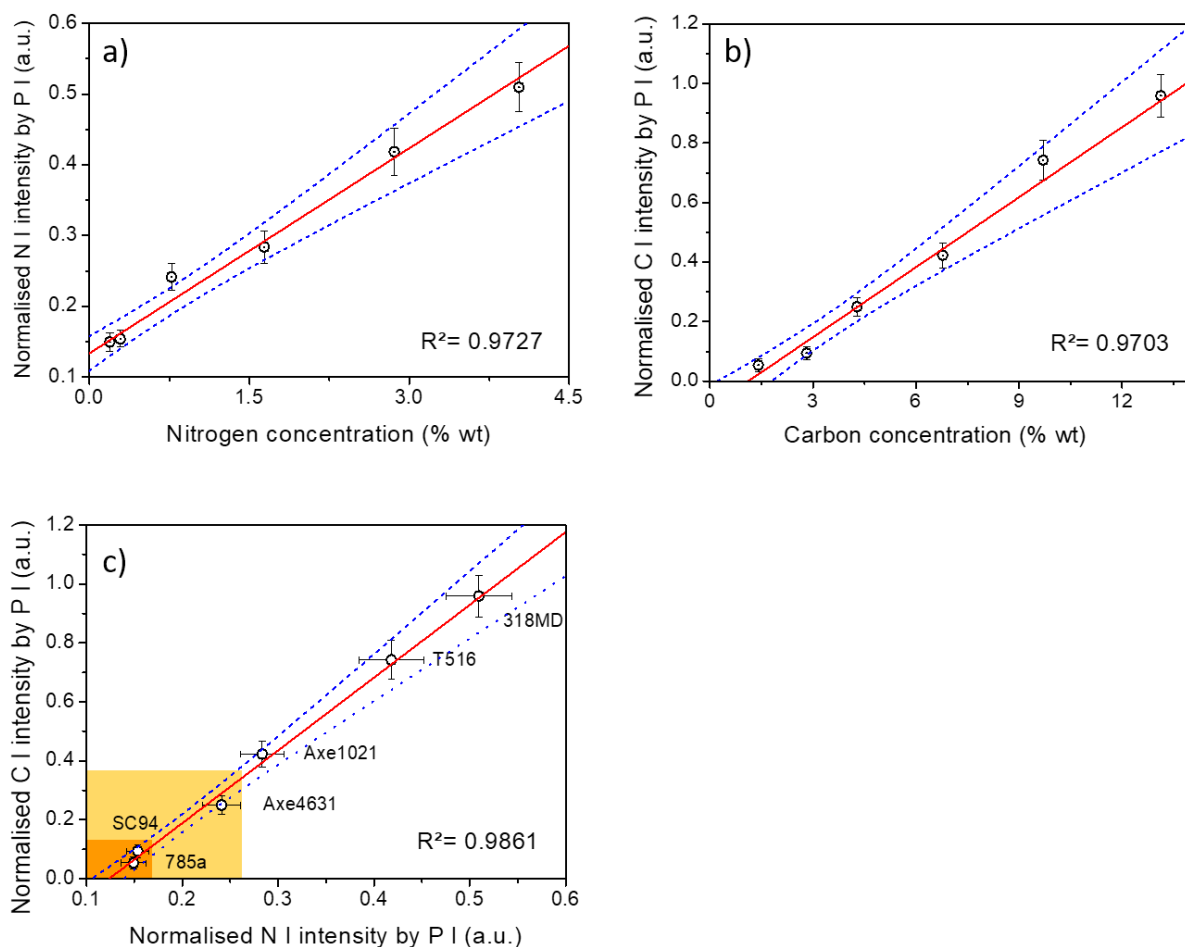 a)
Normalised N I intensity by P I (a.u.)
0.6
0.5
0.4
0.3
0.2
0.1
0.0
1.5
3.0
4.5
R²= 0.9727
Nitrogen concentration (% wt)
b)
Normalised C I intensity by P I (a.u.)
1.2
1.0
0.8
0.6
0.4
0.2
0.0
0
3
6
9
12
R²= 0.9703
Carbon concentration (% wt)
c)
Normalised C I intensity by P I (a.u.)
1.2
1.0
0.8
0.6
0.4
0.2
0.0
0.1
0.2
0.3
0.4
0.5
0.6
318MD
T516
Axe1021
Axe4631
SC94
785a
R²= 0.9861
Normalised N I intensity by P I (a.u.)